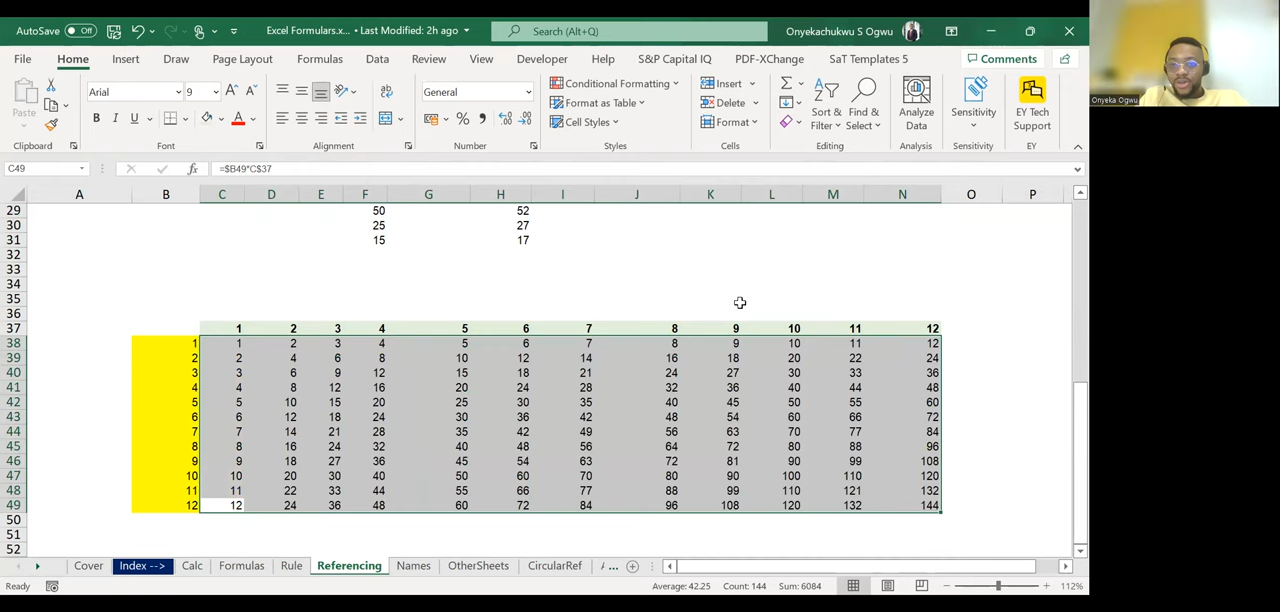 AutoSave Off Excel Formulars.x... • Last Modified: 2h ago Search (Alt+Q) Onyekachukwu S Ogwu
File Home Insert Draw Page Layout Formulas Data Review View Developer Help S&P Capital IQ PDF-XChange SaT Templates 5 Comments
Arial 9 A A General Conditional Formatting Insert Σ
Paste Format as Table Delete Sort & Filter Find & Select Analyze Data Sensitivity EY Tech Support
B I U A % Cell Styles Format
Clipboard Font Alignment Number Styles Cells Editing Analysis Sensitivity EY
C49 fx =$B49*C$37
A B C D E F G H I J K L M N O P
29 50 52
30 25 27
31 15 17
32
33
34
35
36
37 1 2 3 4 5 6 7 8 9 10 11 12
38 1 1 2 3 4 5 6 7 8 9 10 11 12
39 2 2 4 6 8 10 12 14 16 18 20 22 24
40 3 3 6 9 12 15 18 21 24 27 30 33 36
41 4 4 8 12 16 20 24 28 32 36 40 44 48
42 5 5 10 15 20 25 30 35 40 45 50 55 60
43 6 6 12 18 24 30 36 42 48 54 60 66 72
44 7 7 14 21 28 35 42 49 56 63 70 77 84
45 8 8 16 24 32 40 48 56 64 72 80 88 96
46 9 9 18 27 36 45 54 63 72 81 90 99 108
47 10 10 20 30 40 50 60 70 80 90 100 110 120
48 11 11 22 33 44 55 66 77 88 99 110 121 132
49 12 12 24 36 48 60 72 84 96 108 120 132 144
50
51
52
Cover Index --> Calc Formulas Rule Referencing Names OtherSheets CircularRef ...
Ready Average: 42.25 Count: 144 Sum: 6084 112%
Onyeka Ogwu